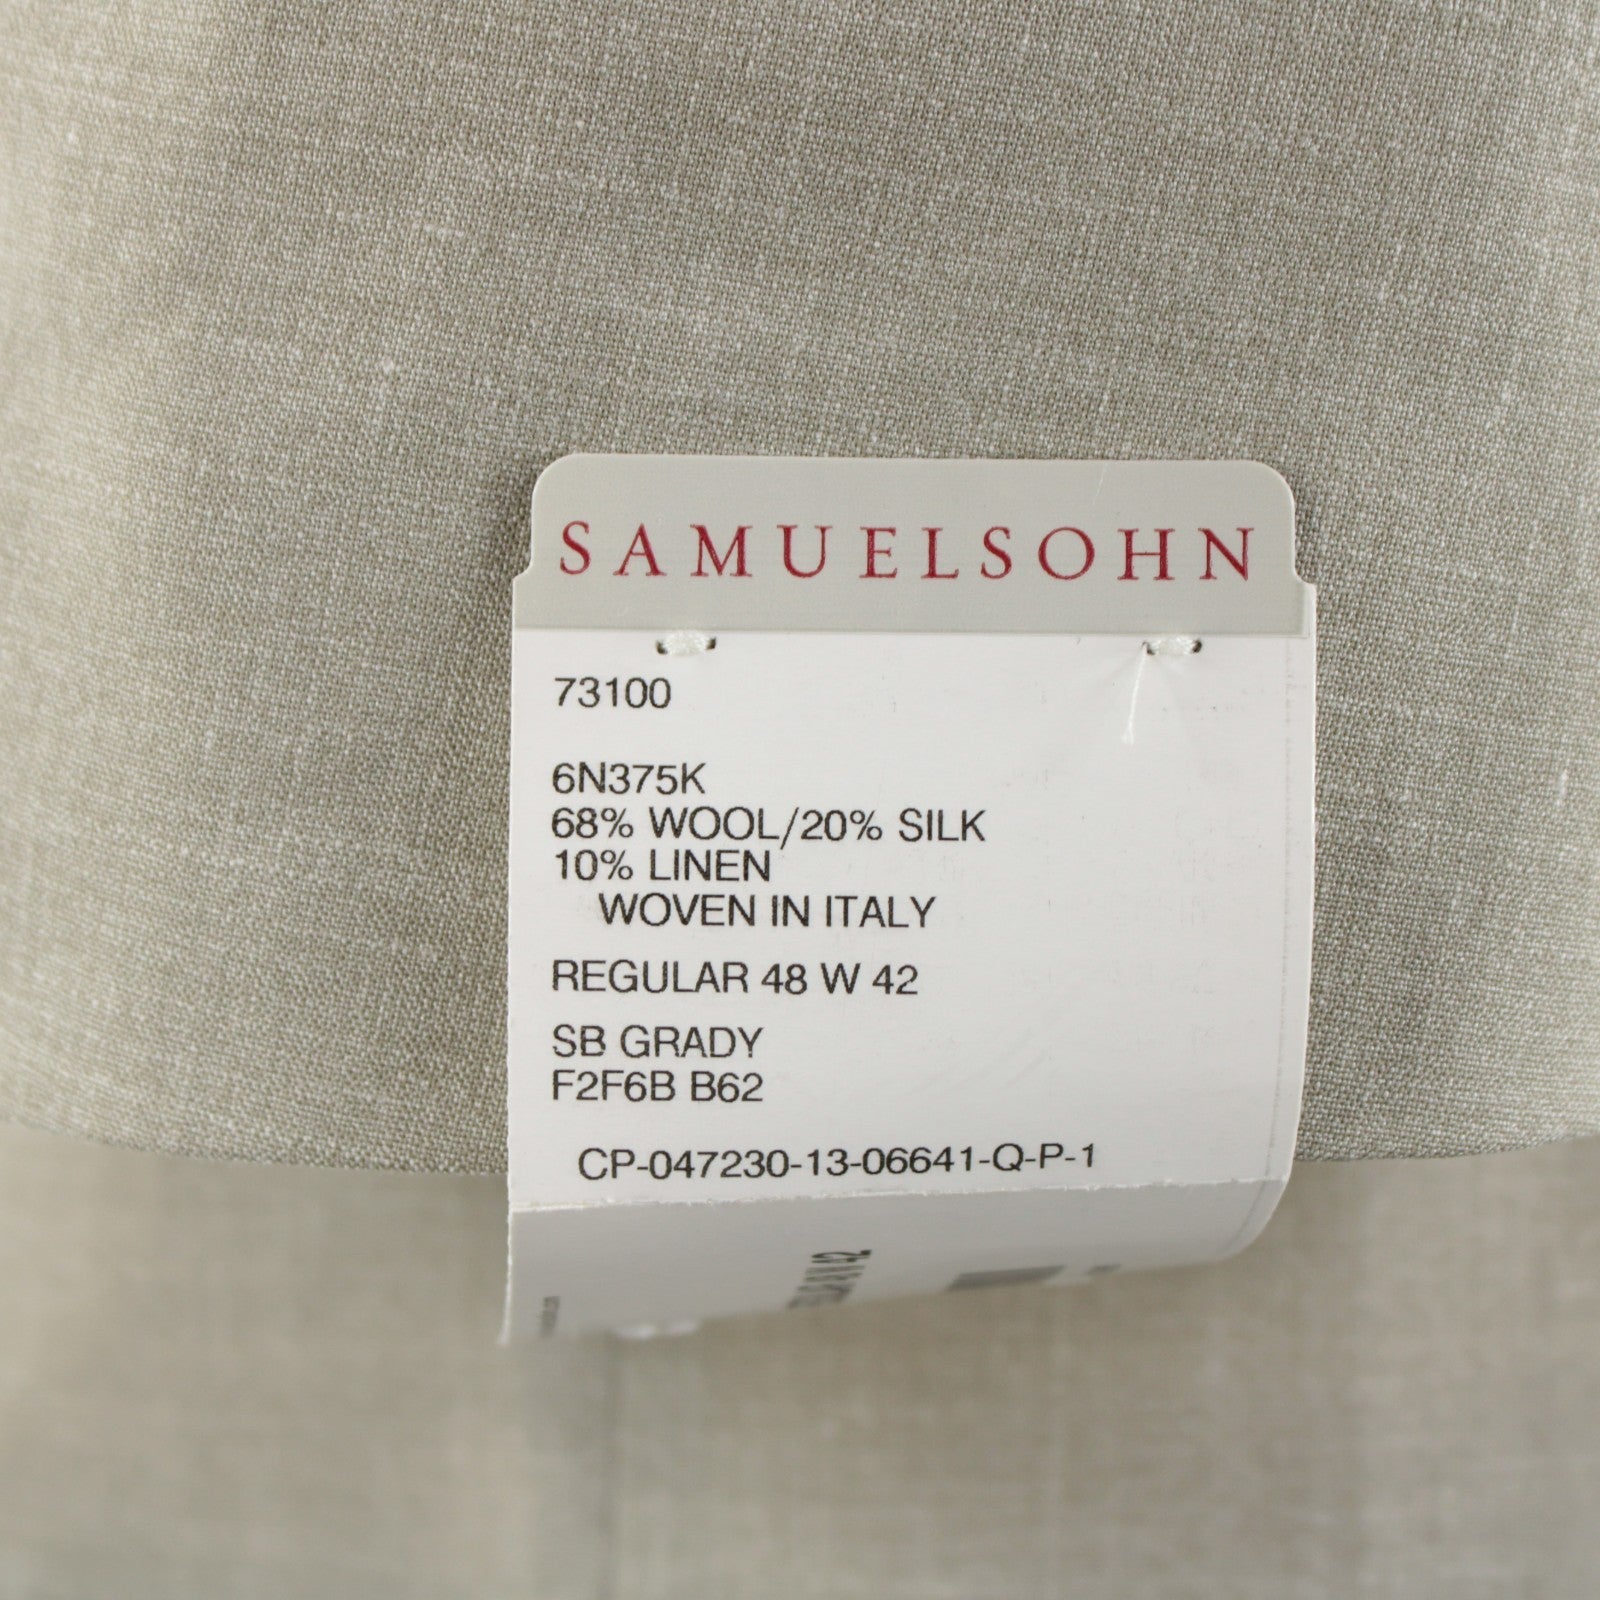 SAMUELSOHN
73100
6N375K
68% WOOL/20% SILK
10% LINEN
WOVEN IN ITALY
REGULAR 48 W 42
SB GRADY
F2F6B B62
CP-047230-13-06641-Q-P-1
W 42